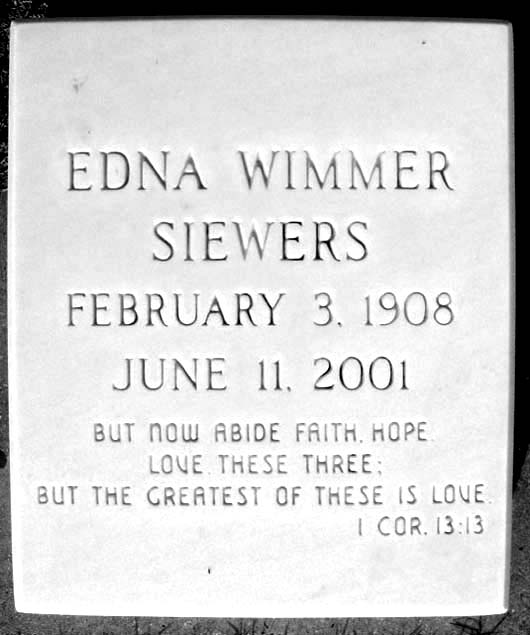 EDNA WIMMER
SIEWERS
FEBRUARY 3, 1908
JUNE 11, 2001
BUT NOW ABIDE FAITH, HOPE,
LOVE, THESE THREE;
BUT THE GREATEST OF THESE IS LOVE.
I COR. 13:13